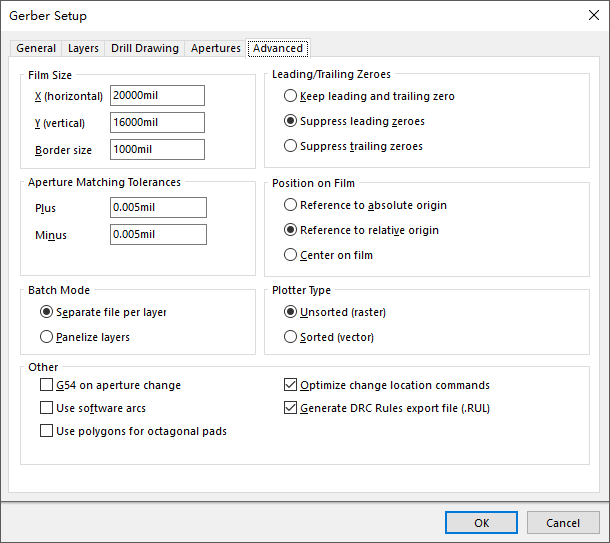 Gerber Setup
General Layers Drill Drawing Apertures Advanced
Film Size
X (horizontal) 20000mil
Y (vertical) 16000mil
Border size 1000mil
Leading/Trailing Zeroes
Keep leading and trailing zero
Suppress leading zeroes
Suppress trailing zeroes
Aperture Matching Tolerances
Plus 0.005mil
Minus 0.005mil
Position on Film
Reference to absolute origin
Reference to relative origin
Center on film
Batch Mode
Separate file per layer
Panelize layers
Plotter Type
Unsorted (raster)
Sorted (vector)
Other
G54 on aperture change
Use software arcs
Use polygons for octagonal pads
Optimize change location commands
Generate DRC Rules export file (.RUL)
OK Cancel